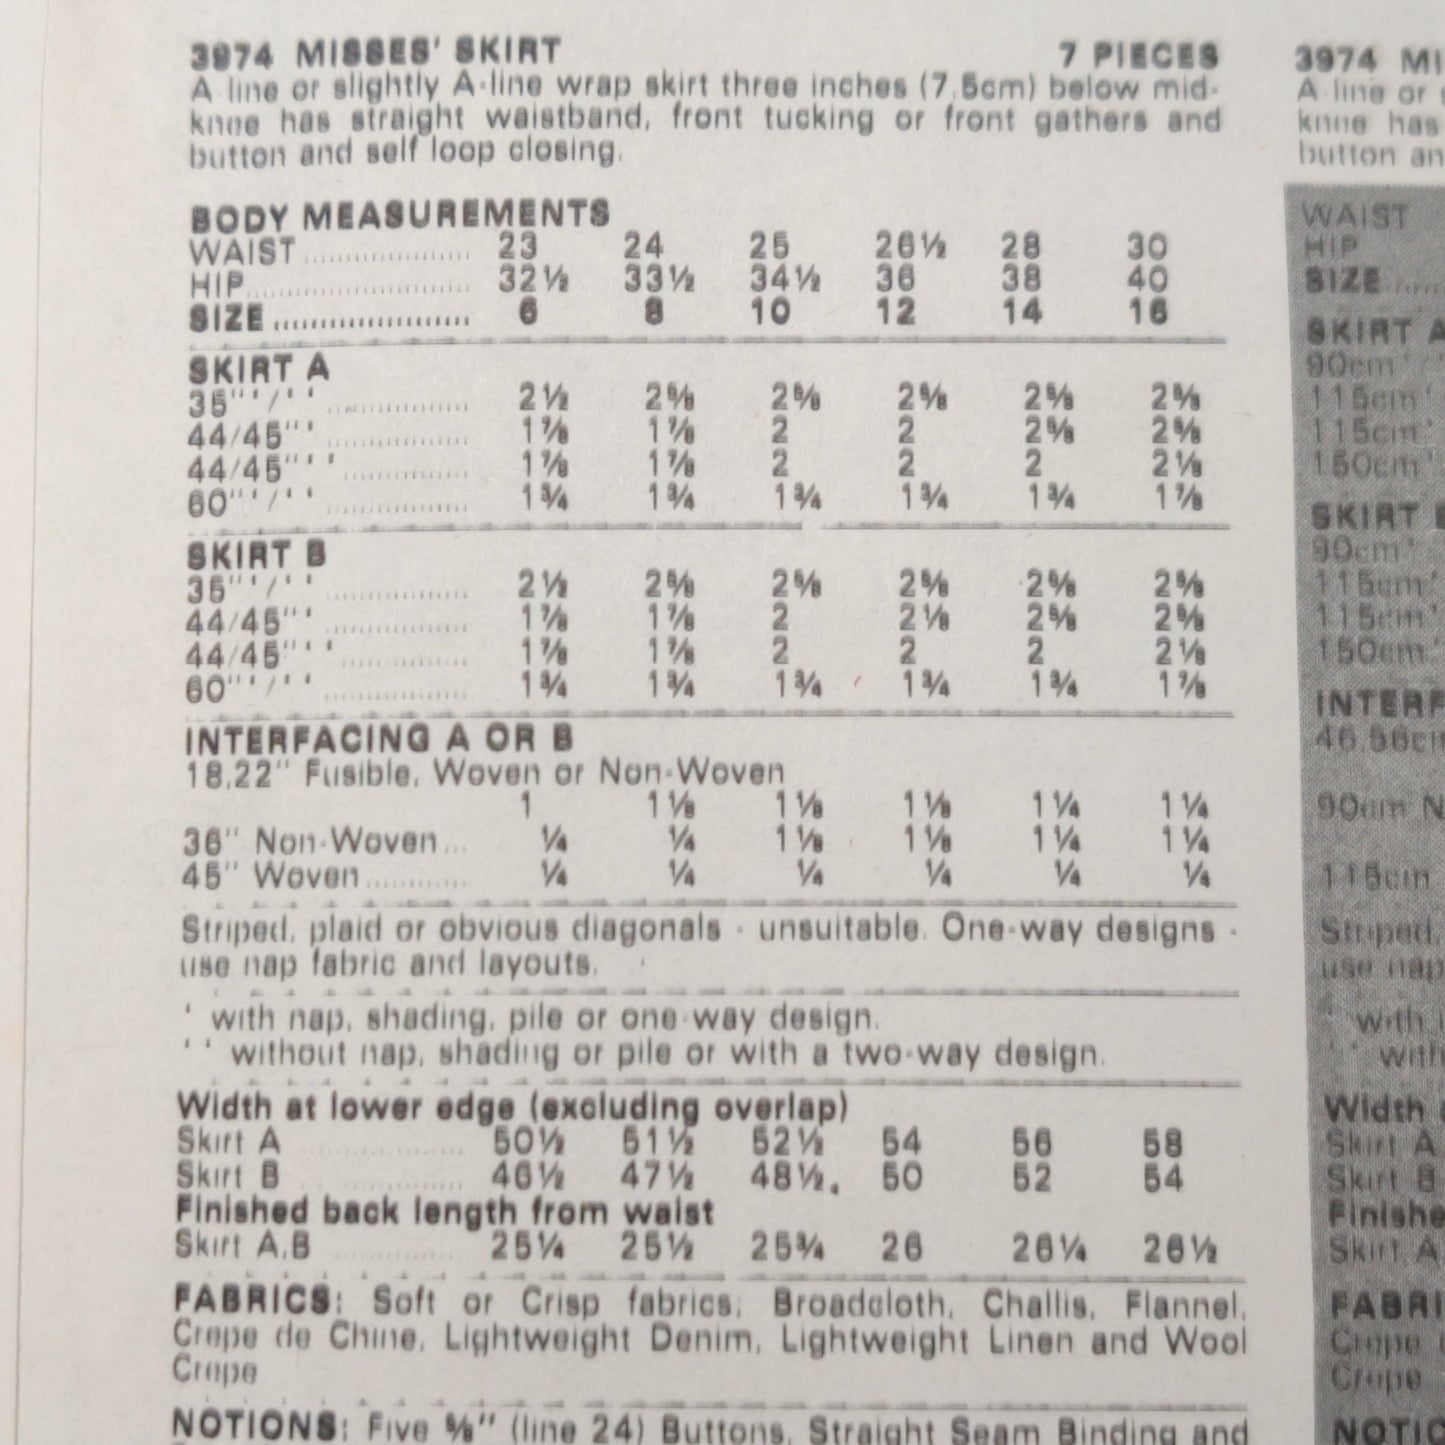 3974 MISSES' SKIRT 7 PIECES
A line or slightly A-line wrap skirt three inches (7,5cm) below mid-
knee has straight waistband, front tucking or front gathers and
button and self loop closing.
BODY MEASUREMENTS
WAIST 23 24 25 26½ 28 30
HIP 32½ 33½ 34½ 36 38 40
SIZE 6 8 10 12 14 16
SKIRT A
35"'/'' 2½ 2⅝ 2⅝ 2⅝ 2⅝ 2⅝
44/45"' 1⅞ 1⅞ 2 2 2⅝ 2⅝
44/45"'' 1⅞ 1⅞ 2 2 2 2⅛
60"'/'' 1¾ 1¾ 1¾ 1¾ 1¾ 1⅞
SKIRT B
35"'/'' 2½ 2⅝ 2⅝ 2⅝ 2⅝ 2⅝
44/45"' 1⅞ 1⅞ 2 2⅛ 2⅝ 2⅝
44/45"'' 1⅞ 1⅞ 2 2 2 2⅛
60"'/'' 1¾ 1¾ 1¾ 1¾ 1¾ 1⅞
INTERFACING A OR B
18,22" Fusible, Woven or Non-Woven
1 1⅛ 1⅛ 1⅛ 1¼ 1¼
36" Non-Woven ¼ ¼ 1⅛ 1⅛ 1¼ 1¼
45" Woven ¼ ¼ ¼ ¼ ¼ ¼
Striped, plaid or obvious diagonals - unsuitable. One-way designs -
use nap fabric and layouts.
' with nap, shading, pile or one-way design.
'' without nap, shading or pile or with a two-way design.
Width at lower edge (excluding overlap)
Skirt A 50½ 51½ 52½ 54 56 58
Skirt B 46½ 47½ 48½ 50 52 54
Finished back length from waist
Skirt A,B 25¼ 25½ 25¾ 26 26¼ 26½
FABRICS: Soft or Crisp fabrics; Broadcloth, Challis, Flannel,
Crepe de Chine, Lightweight Denim, Lightweight Linen and Wool
Crepe
NOTIONS: Five ⅝" (line 24) Buttons, Straight Seam Binding and
3974
A line or
knee has
button
WAIST
HIP
SIZE
SKIRT A
90cm'
115cm'
115cm'
150cm'
SKIRT
90cm'
115cm'
115cm'
150cm'
90cm
115cm
Striped,
use nap
' with
''
Width
Skirt A
Skirt B
Skirt A
Crepe
Crepe